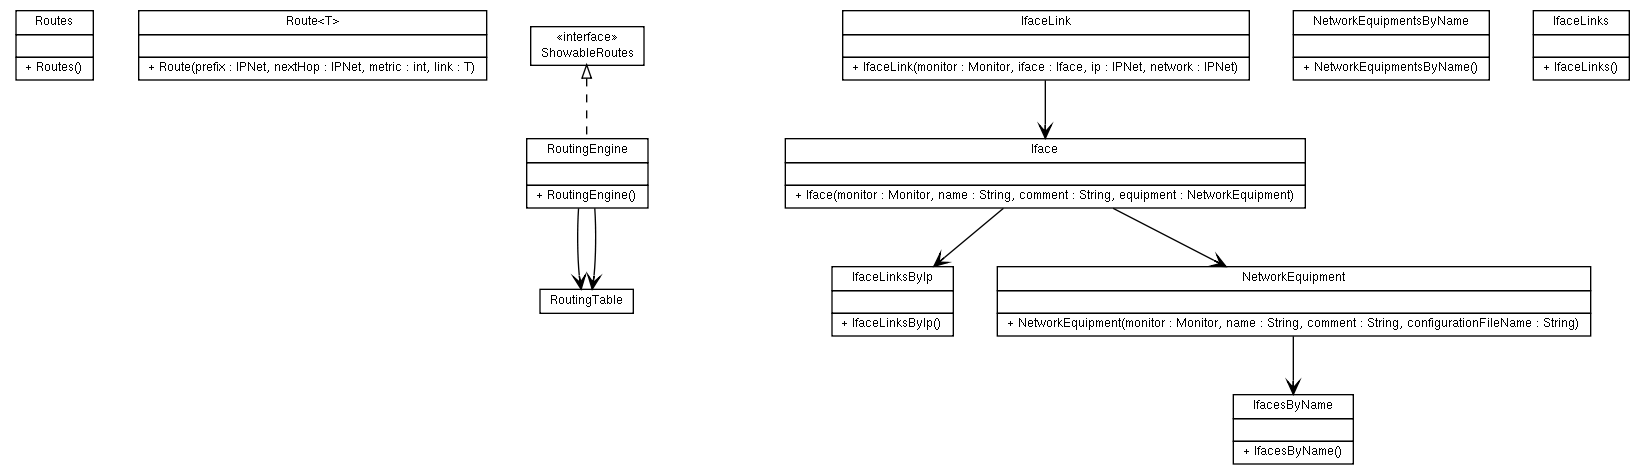 Routes
+ Routes()
Route<T>
+ Route(prefix : IPNet, nextHop : IPNet, metric : int, link : T)
«interface»
ShowableRoutes
IfaceLink
+ IfaceLink(monitor : Monitor, iface : Iface, ip : IPNet, network : IPNet)
NetworkEquipmentsByName
+ NetworkEquipmentsByName()
IfaceLinks
+ IfaceLinks()
RoutingEngine
+ RoutingEngine()
Iface
+ Iface(monitor : Monitor, name : String, comment : String, equipment : NetworkEquipment)
RoutingTable
IfaceLinksByIp
+ IfaceLinksByIp()
NetworkEquipment
+ NetworkEquipment(monitor : Monitor, name : String, comment : String, configurationFileName : String)
IfacesByName
+ IfacesByName()